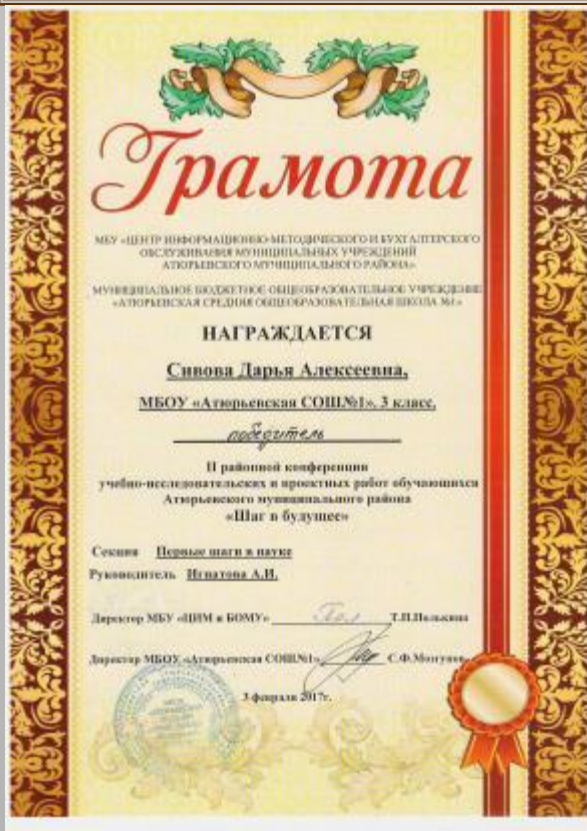 Грамота
МБУ «ЦЕНТР ИНФОРМАЦИОННО-МЕТОДИЧЕСКОГО И БУХГАЛТЕРСКОГО
ОБСЛУЖИВАНИЯ МУНИЦИПАЛЬНЫХ УЧРЕЖДЕНИЙ
АТЮРЬЕВСКОГО МУНИЦИПАЛЬНОГО РАЙОНА»
МУНИЦИПАЛЬНОЕ БЮДЖЕТНОЕ ОБЩЕОБРАЗОВАТЕЛЬНОЕ УЧРЕЖДЕНИЕ
«АТЮРЬЕВСКАЯ СРЕДНЯЯ ОБЩЕОБРАЗОВАТЕЛЬНАЯ ШКОЛА №1»
НАГРАЖДАЕТСЯ
Сивова Дарья Алексеевна,
МБОУ «Атюрьевская СОШ№1», 3 класс,
победитель
II районной конференции
учебно-исследовательских и проектных работ обучающихся
Атюрьевского муниципального района
«Шаг в будущее»
Секция Первые шаги в науке
Руководитель Игнатова А.И.
Директор МБУ «ЦИМ и БОМУ» Т.П.Полькина
Директор МБОУ «Атюрьевская СОШ№1» С.Ф.Мозгунов
3 февраля 2017г.